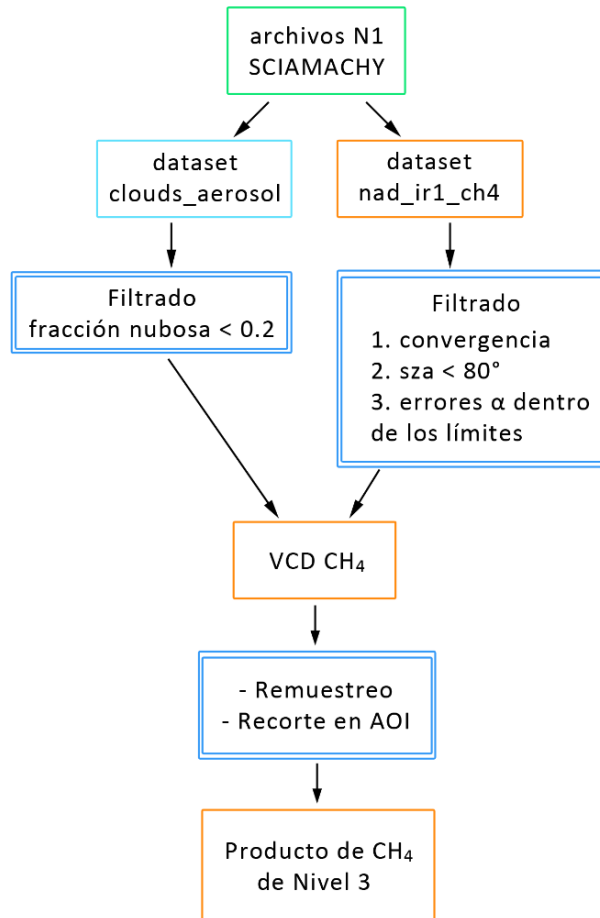 archivos N1
SCIAMACHY
dataset
clouds_aerosol
dataset
nad_ir1_ch4
Filtrado
fracción nubosa < 0.2
Filtrado
1. convergencia
2. sza < 80°
3. errores α dentro
de los límites
VCD CH₄
- Remuestreo
- Recorte en AOI
Producto de CH₄
de Nivel 3